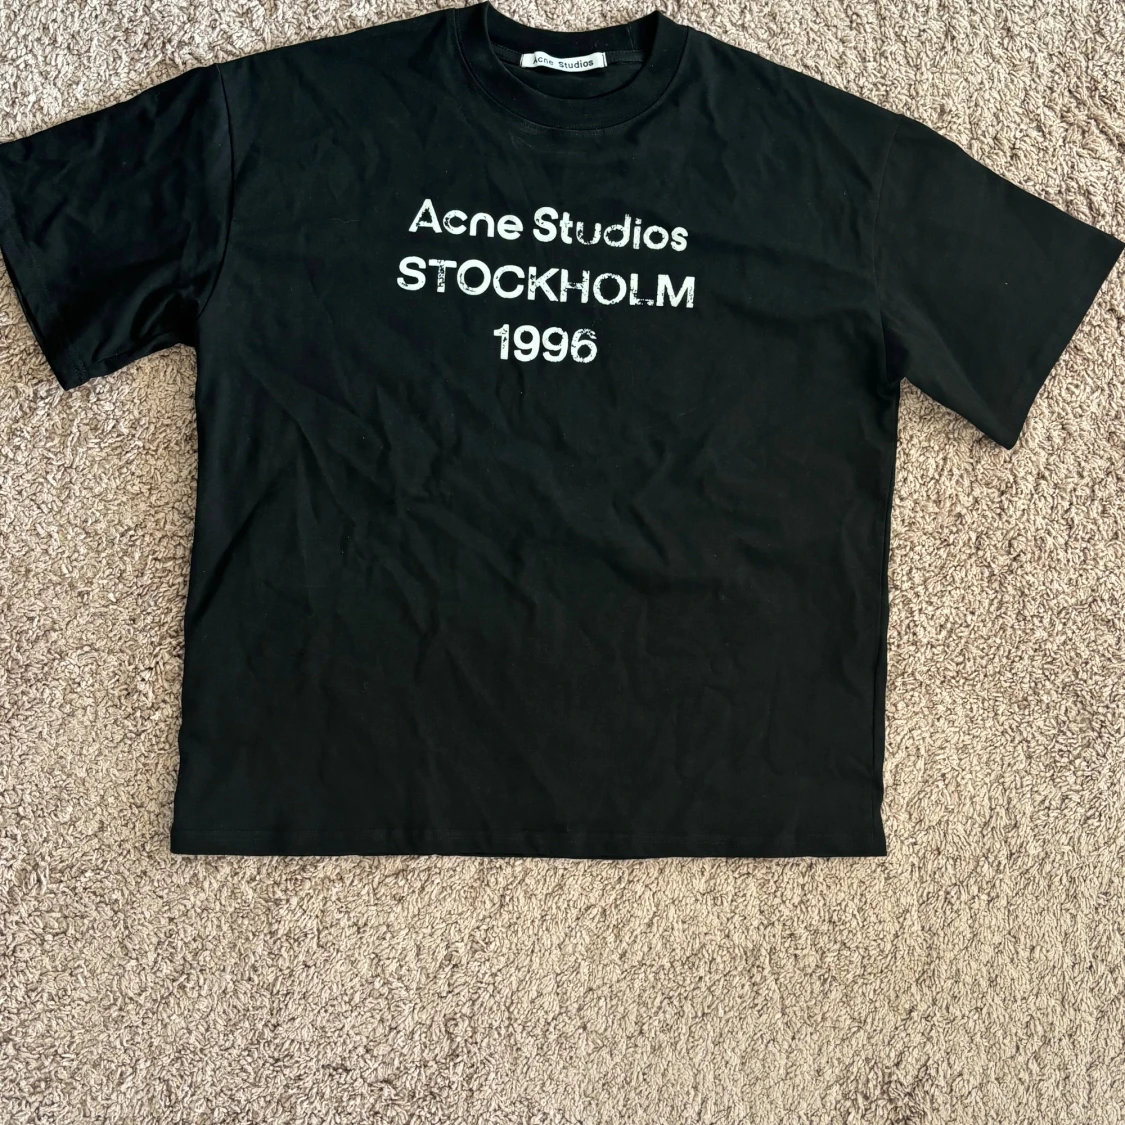 Acne Studios
Acne Studios
STOCKHOLM
1996